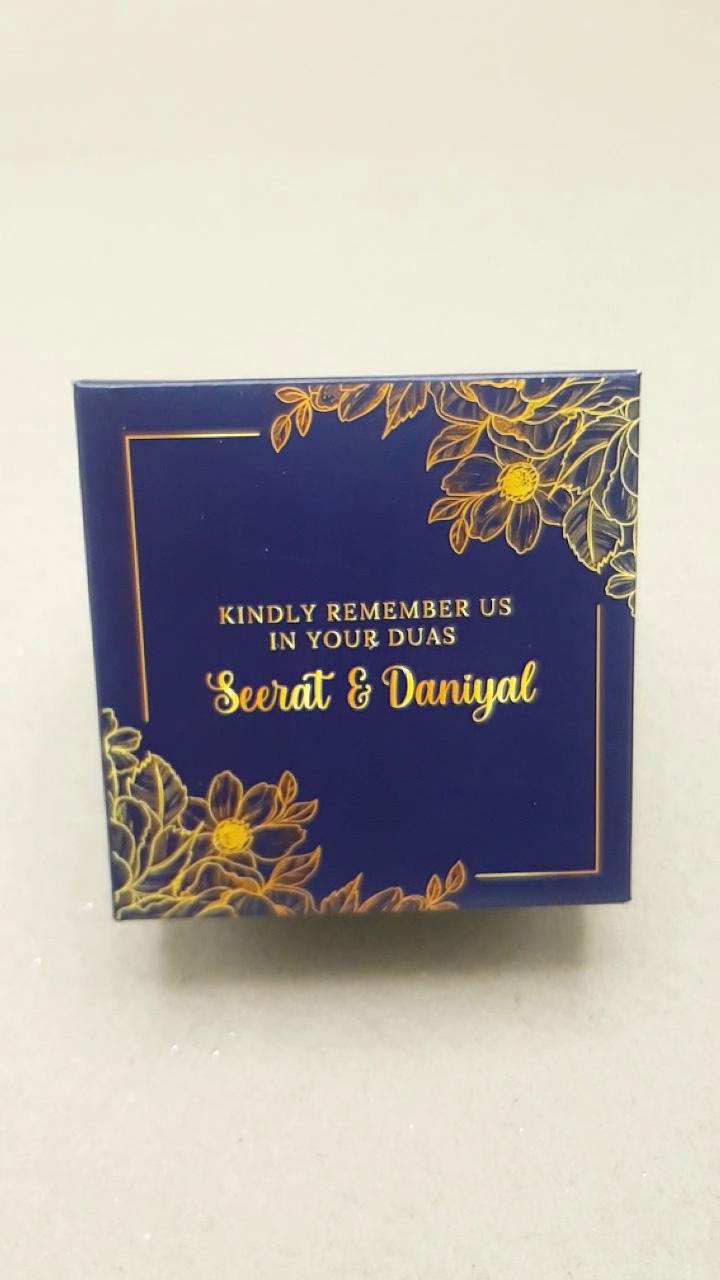 KINDLY REMEMBER US
IN YOUR DUAS
Seerat & Daniyal